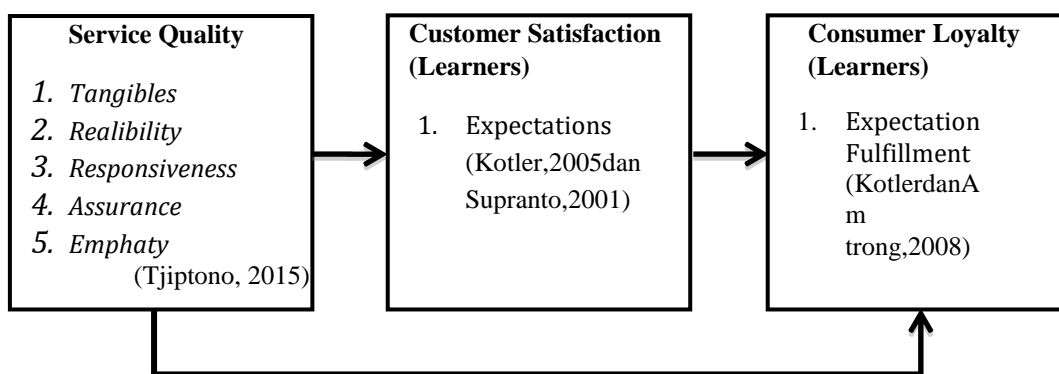 Service Quality
1. Tangibles
2. Realibility
3. Responsiveness
4. Assurance
5. Emphaty
(Tjiptono, 2015)
Customer Satisfaction
(Learners)
1. Expectations
(Kotler,2005dan
Supranto,2001)
Consumer Loyalty
(Learners)
1. Expectation
Fulfillment
(KotlerdanA
m
trong,2008)